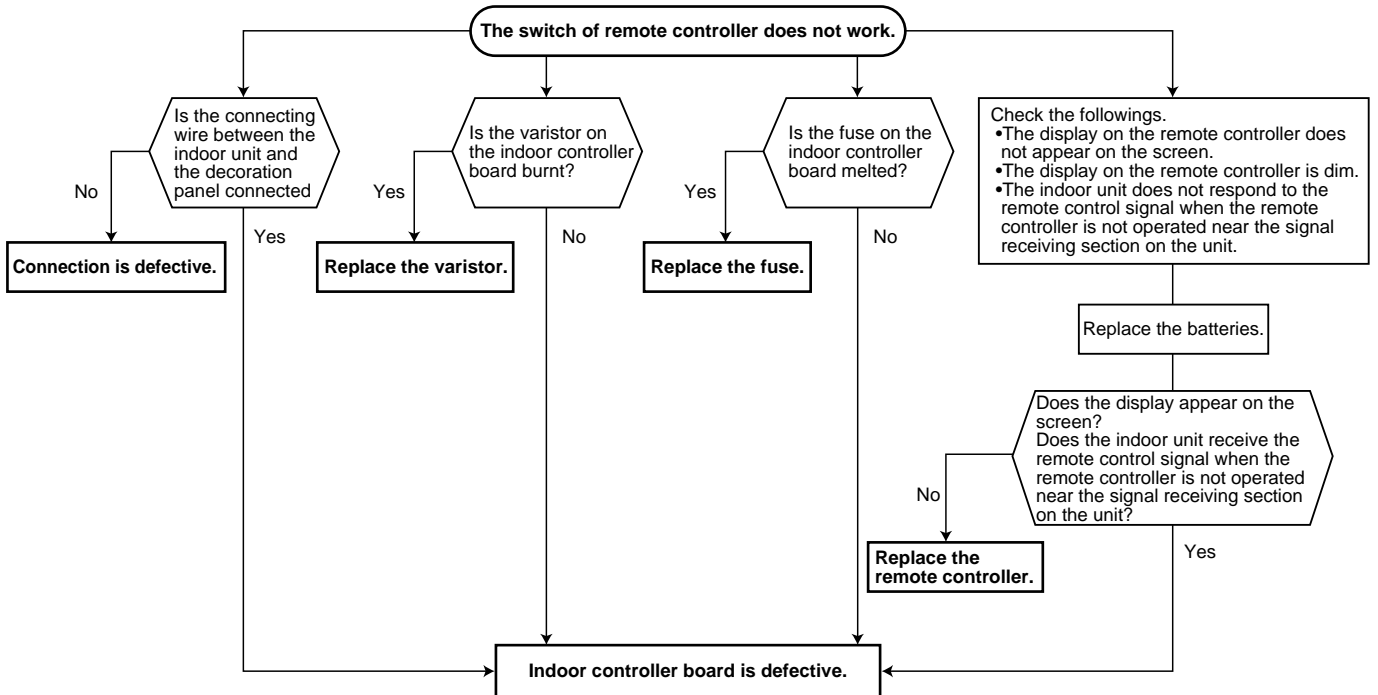 The switch of remote controller does not work.
Is the connecting
wire between the
indoor unit and
the decoration
panel connected
No
Yes
Connection is defective.
Is the varistor on
the indoor controller
board burnt?
Yes
No
Replace the varistor.
Is the fuse on the
indoor controller
board melted?
Yes
No
Replace the fuse.
Check the followings.
•The display on the remote controller does
not appear on the screen.
•The display on the remote controller is dim.
•The indoor unit does not respond to the
remote control signal when the remote
controller is not operated near the signal
receiving section on the unit.
Replace the batteries.
Does the display appear on the
screen?
Does the indoor unit receive the
remote control signal when the
remote controller is not operated
near the signal receiving section
on the unit?
No
Yes
Replace the
remote controller.
Indoor controller board is defective.